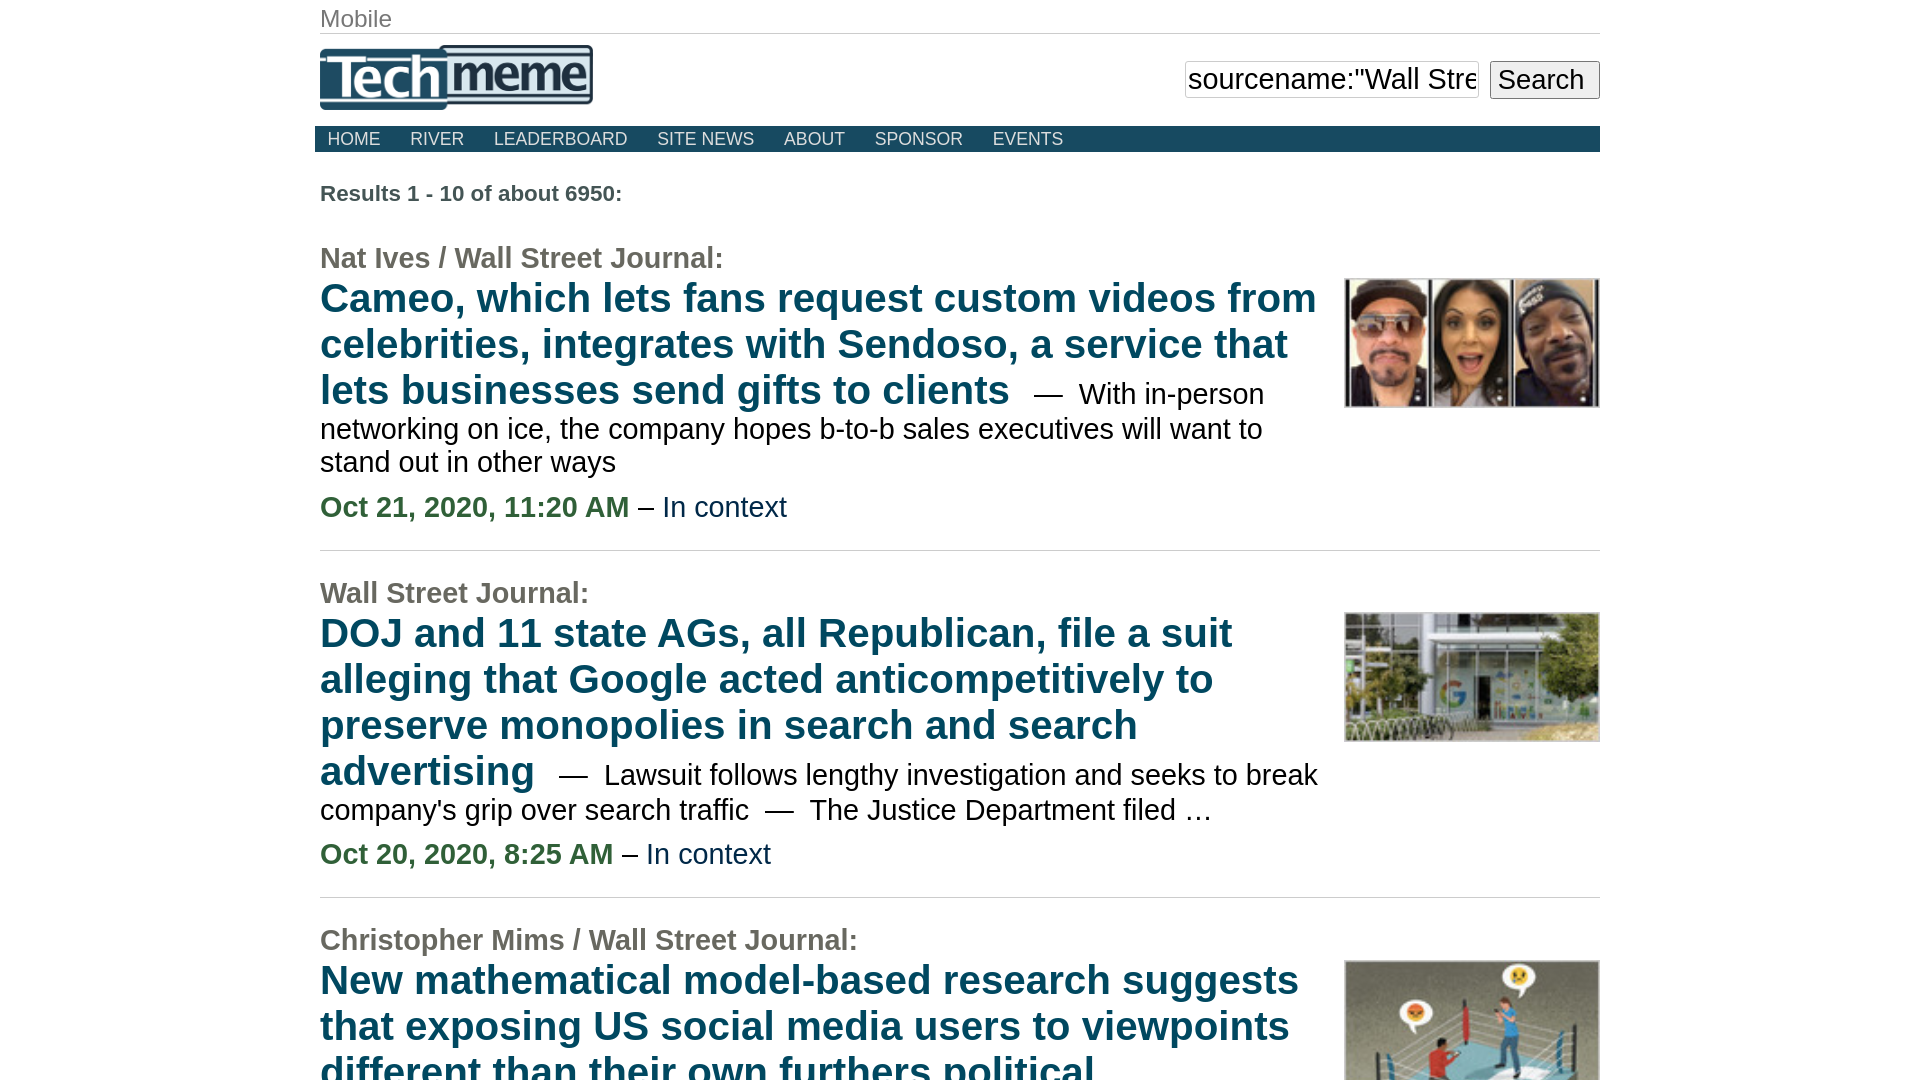 Mobile
Techmeme
sourcename:"Wall Stre
Search
HOME RIVER LEADERBOARD SITE NEWS ABOUT SPONSOR EVENTS
Results 1 - 10 of about 6950:
Nat Ives / Wall Street Journal:
Cameo, which lets fans request custom videos from
celebrities, integrates with Sendoso, a service that
lets businesses send gifts to clients — With in-person
networking on ice, the company hopes b-to-b sales executives will want to
stand out in other ways
Oct 21, 2020, 11:20 AM – In context
Wall Street Journal:
DOJ and 11 state AGs, all Republican, file a suit
alleging that Google acted anticompetitively to
preserve monopolies in search and search
advertising — Lawsuit follows lengthy investigation and seeks to break
company's grip over search traffic — The Justice Department filed …
Oct 20, 2020, 8:25 AM – In context
Christopher Mims / Wall Street Journal:
New mathematical model-based research suggests
that exposing US social media users to viewpoints
different than their own furthers political